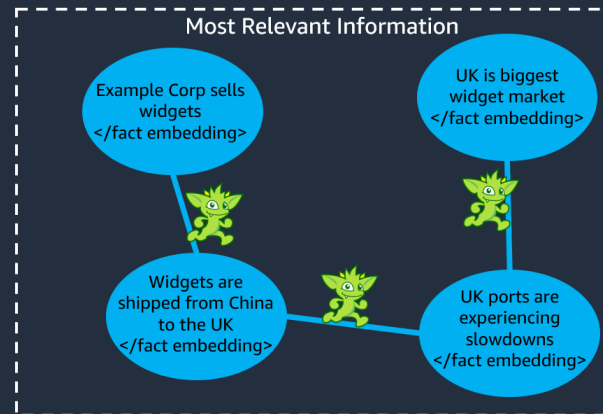 Most Relevant Information
Example Corp sells
widgets
</fact embedding>
UK is biggest
widget market
</fact embedding>
Widgets are
shipped from China
to the UK
</fact embedding>
UK ports are
experiencing
slowdowns
</fact embedding>